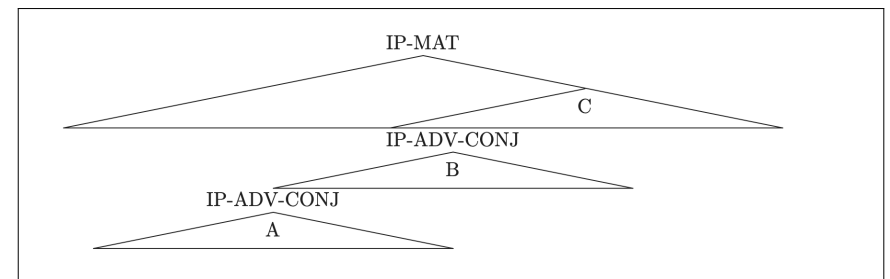 IP-MAT
C
IP-ADV-CONJ
B
IP-ADV-CONJ
A